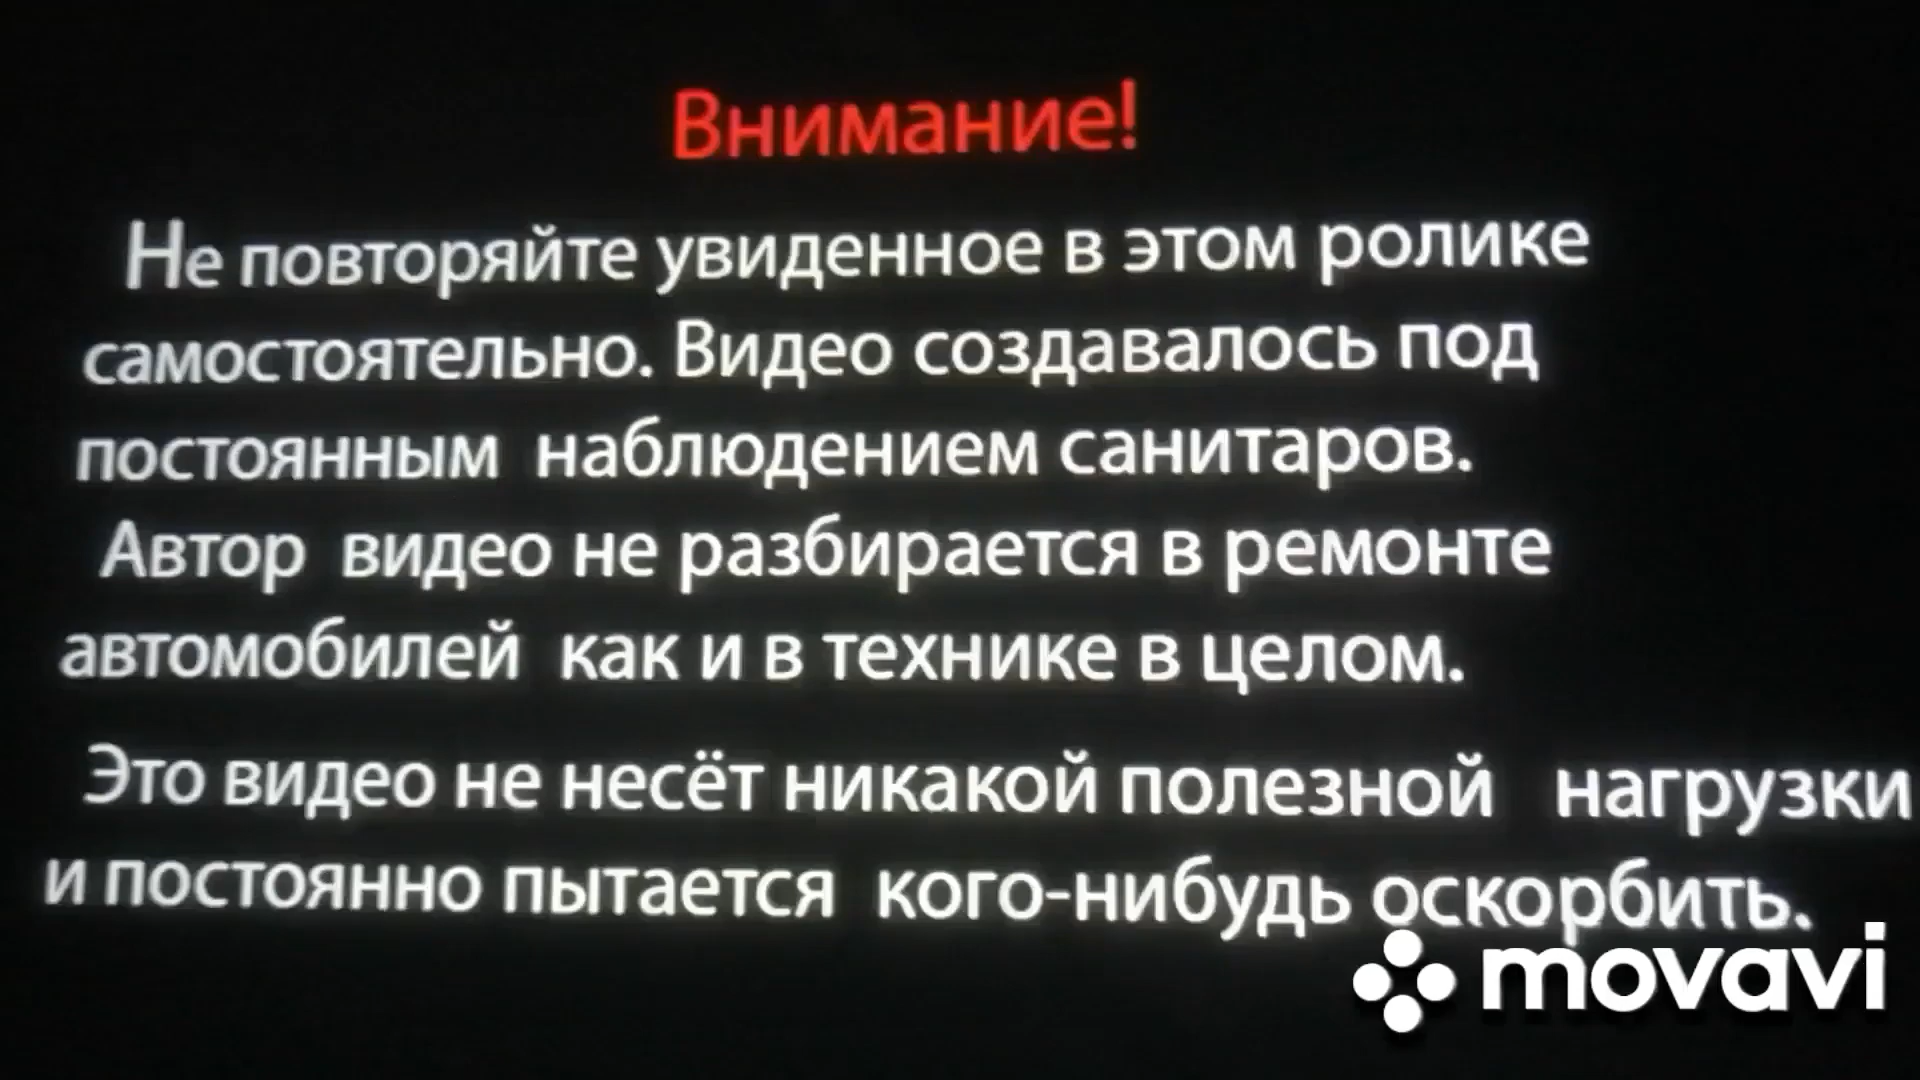 Внимание!
Не повторяйте увиденное в этом ролике
самостоятельно. Видео создавалось под
постоянным наблюдением санитаров.
Автор видео не разбирается в ремонте
автомобилей как и в технике в целом.
Это видео не несёт никакой полезной нагрузки
и постоянно пытается кого-нибудь оскорбить.
movavi